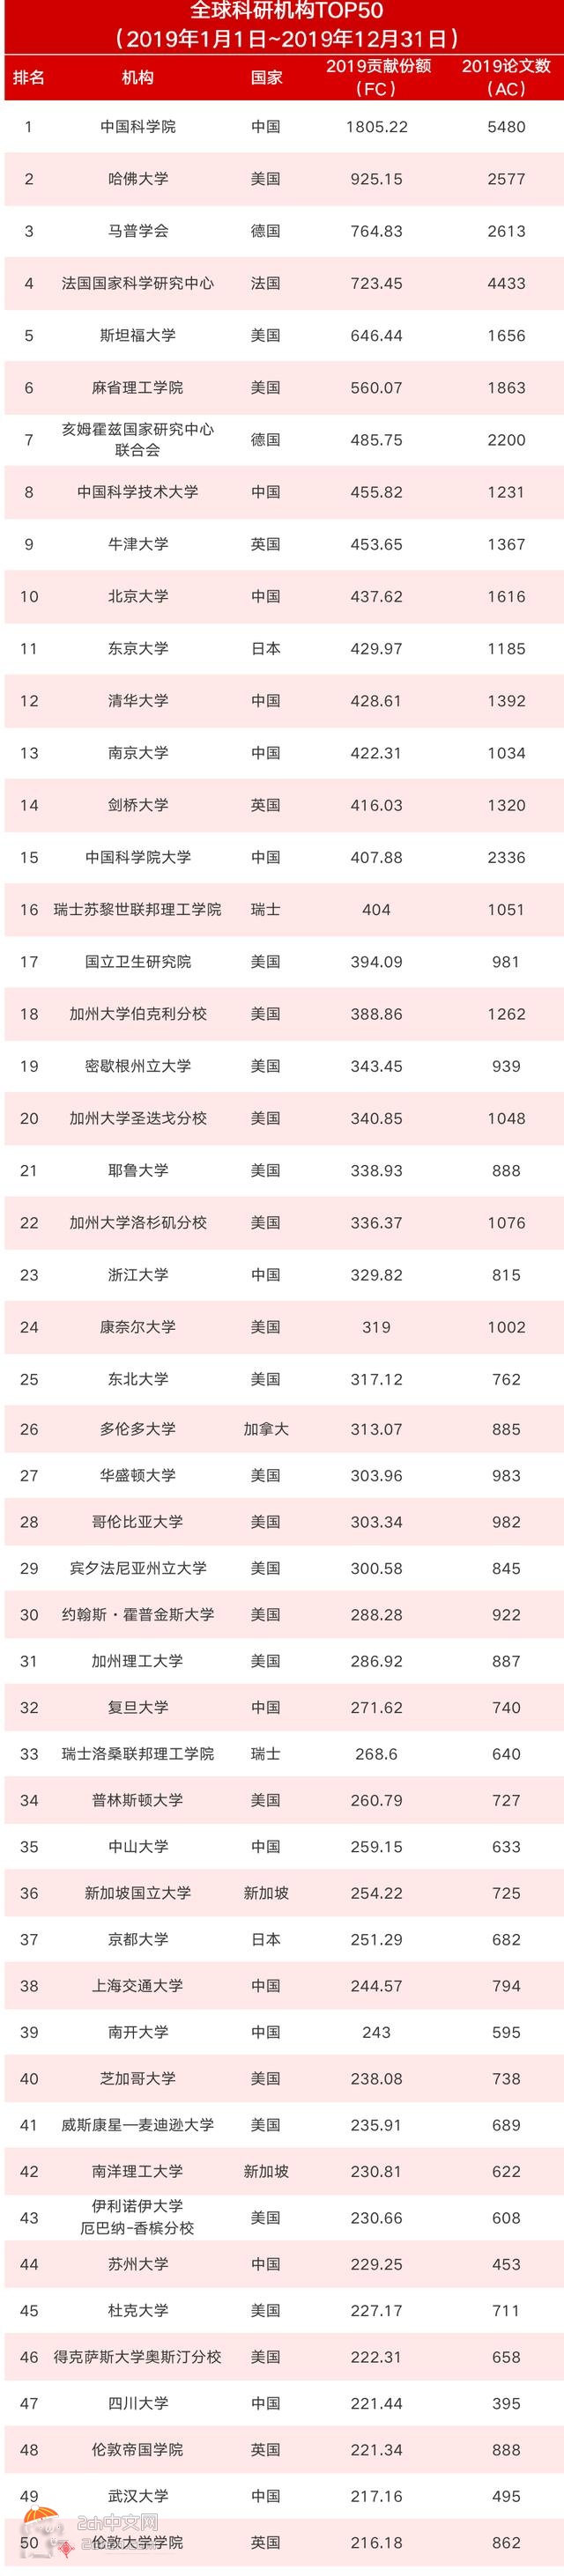 全球科研机构TOP50
（2019年1月1日~2019年12月31日）
排名 机构 国家 2019贡献份额（FC） 2019论文数（AC）
1 中国科学院 中国 1805.22 5480
2 哈佛大学 美国 925.15 2577
3 马普学会 德国 764.83 2613
4 法国国家科学研究中心 法国 723.45 4433
5 斯坦福大学 美国 646.44 1656
6 麻省理工学院 美国 560.07 1863
7 亥姆霍兹国家研究中心联合会 德国 485.75 2200
8 中国科学技术大学 中国 455.82 1231
9 牛津大学 英国 453.65 1367
10 北京大学 中国 437.62 1616
11 东京大学 日本 429.97 1185
12 清华大学 中国 428.61 1392
13 南京大学 中国 422.31 1034
14 剑桥大学 英国 416.03 1320
15 中国科学院大学 中国 407.88 2336
16 瑞士苏黎世联邦理工学院 瑞士 404 1051
17 国立卫生研究院 美国 394.09 981
18 加州大学伯克利分校 美国 388.86 1262
19 密歇根州立大学 美国 343.45 939
20 加州大学圣迭戈分校 美国 340.85 1048
21 耶鲁大学 美国 338.93 888
22 加州大学洛杉矶分校 美国 336.37 1076
23 浙江大学 中国 329.82 815
24 康奈尔大学 美国 319 1002
25 东北大学 美国 317.12 762
26 多伦多大学 加拿大 313.07 885
27 华盛顿大学 美国 303.96 983
28 哥伦比亚大学 美国 303.34 982
29 宾夕法尼亚州立大学 美国 300.58 845
30 约翰斯·霍普金斯大学 美国 288.28 922
31 加州理工大学 美国 286.92 887
32 复旦大学 中国 271.62 740
33 瑞士洛桑联邦理工学院 瑞士 268.6 640
34 普林斯顿大学 美国 260.79 727
35 中山大学 中国 259.15 633
36 新加坡国立大学 新加坡 254.22 725
37 京都大学 日本 251.29 682
38 上海交通大学 中国 244.57 794
39 南开大学 中国 243 595
40 芝加哥大学 美国 238.08 738
41 威斯康星—麦迪逊大学 美国 235.91 689
42 南洋理工大学 新加坡 230.81 622
43 伊利诺伊大学厄巴纳-香槟分校 美国 230.66 608
44 苏州大学 中国 229.25 453
45 杜克大学 美国 227.17 711
46 得克萨斯大学奥斯汀分校 美国 222.31 658
47 四川大学 中国 221.44 395
48 伦敦帝国学院 英国 221.34 888
49 武汉大学 中国 217.16 495
2ch中文网
50 伦敦大学学院 英国 216.18 862